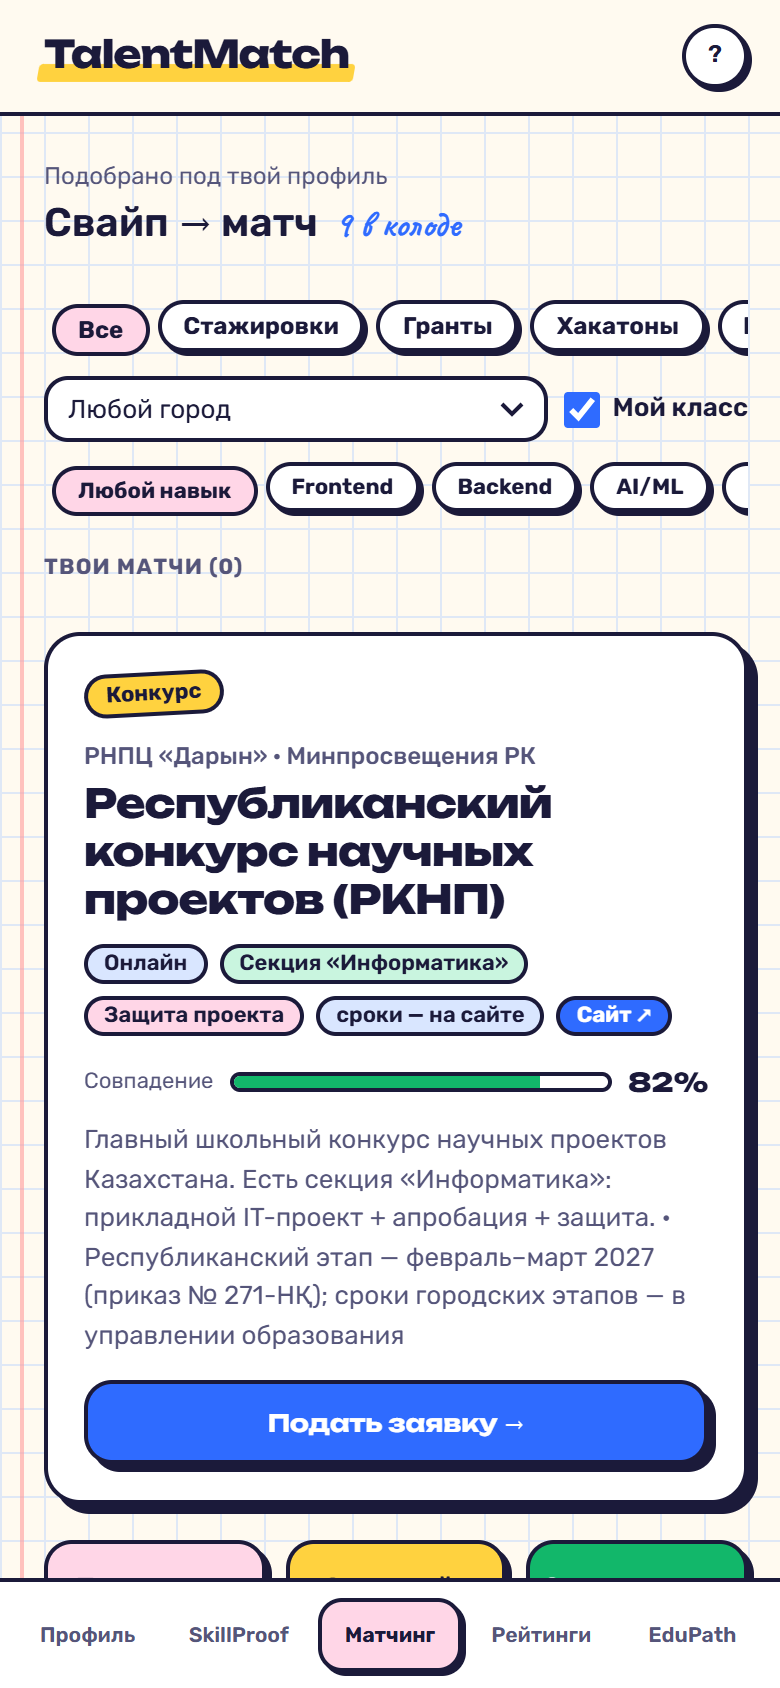 TalentMatch
?
Подобрано под твой профиль
Свайп → матч 9 в колоде
Все Стажировки Гранты Хакатоны
Любой город Мой класс
Любой навык Frontend Backend AI/ML
ТВОИ МАТЧИ (0)
Конкурс
РНПЦ «Дарын» • Минпросвещения РК
Республиканский
конкурс научных
проектов (РКНП)
Онлайн Секция «Информатика»
Защита проекта сроки — на сайте Сайт ↗
Совпадение 82%
Главный школьный конкурс научных проектов
Казахстана. Есть секция «Информатика»:
прикладной IT-проект + апробация + защита. •
Республиканский этап — февраль–март 2027
(приказ № 271-НҚ); сроки городских этапов — в
управлении образования
Подать заявку →
Профиль SkillProof Матчинг Рейтинги EduPath